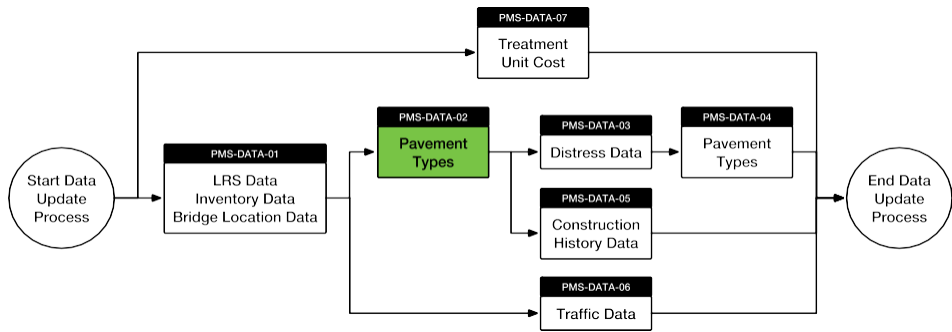 PMS-DATA-07
Treatment
Unit Cost
PMS-DATA-02
Pavement
Types
PMS-DATA-03
Distress Data
PMS-DATA-04
Pavement
Types
PMS-DATA-01
LRS Data
Inventory Data
Bridge Location Data
Start Data
Update
Process
End Data
Update
Process
PMS-DATA-05
Construction
History Data
PMS-DATA-06
Traffic Data